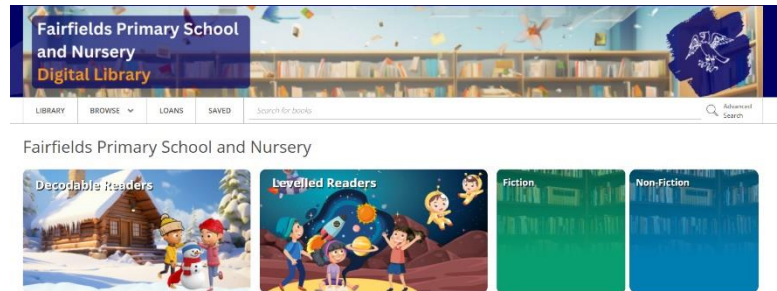 Fairfields Primary School
and Nursery
Digital Library
LIBRARY BROWSE LOANS SAVED Search for books Advanced
Search
Fairfields Primary School and Nursery
Decodable Readers Levelled Readers Fiction Non-Fiction